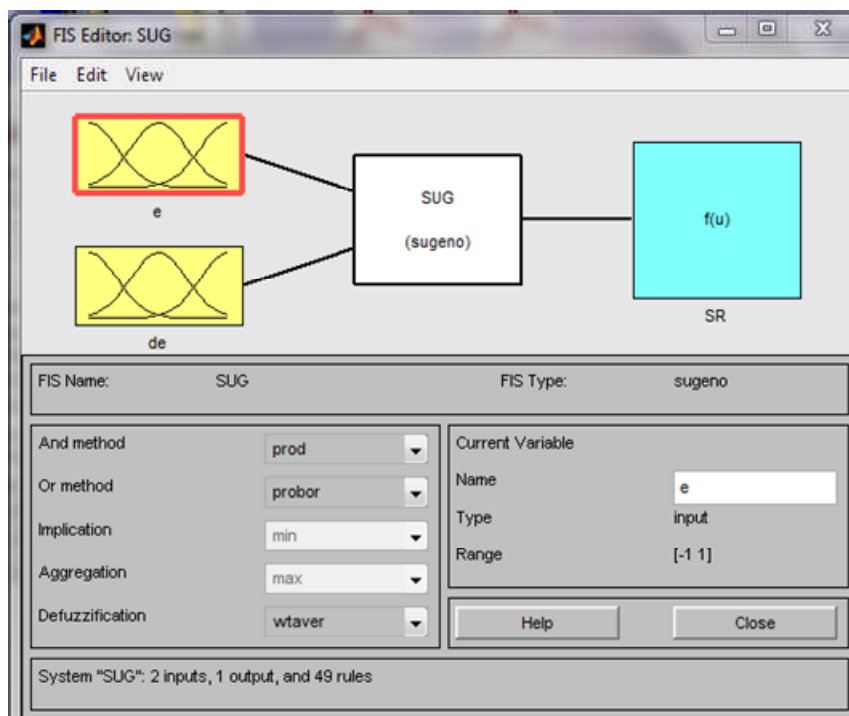 FIS Editor: SUG
File Edit View
e
de
SUG
(sugeno)
f(u)
SR
FIS Name: SUG FIS Type: sugeno
And method prod
Or method probor
Implication min
Aggregation max
Defuzzification wtaver
Current Variable
Name e
Type input
Range [-1 1]
Help Close
System "SUG": 2 inputs, 1 output, and 49 rules